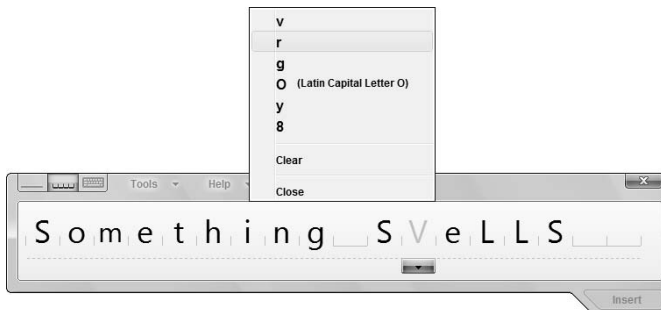 v
r
g
O (Latin Capital Letter O)
y
8
Clear
Close
Tools Help
Something SVeLLS
Insert